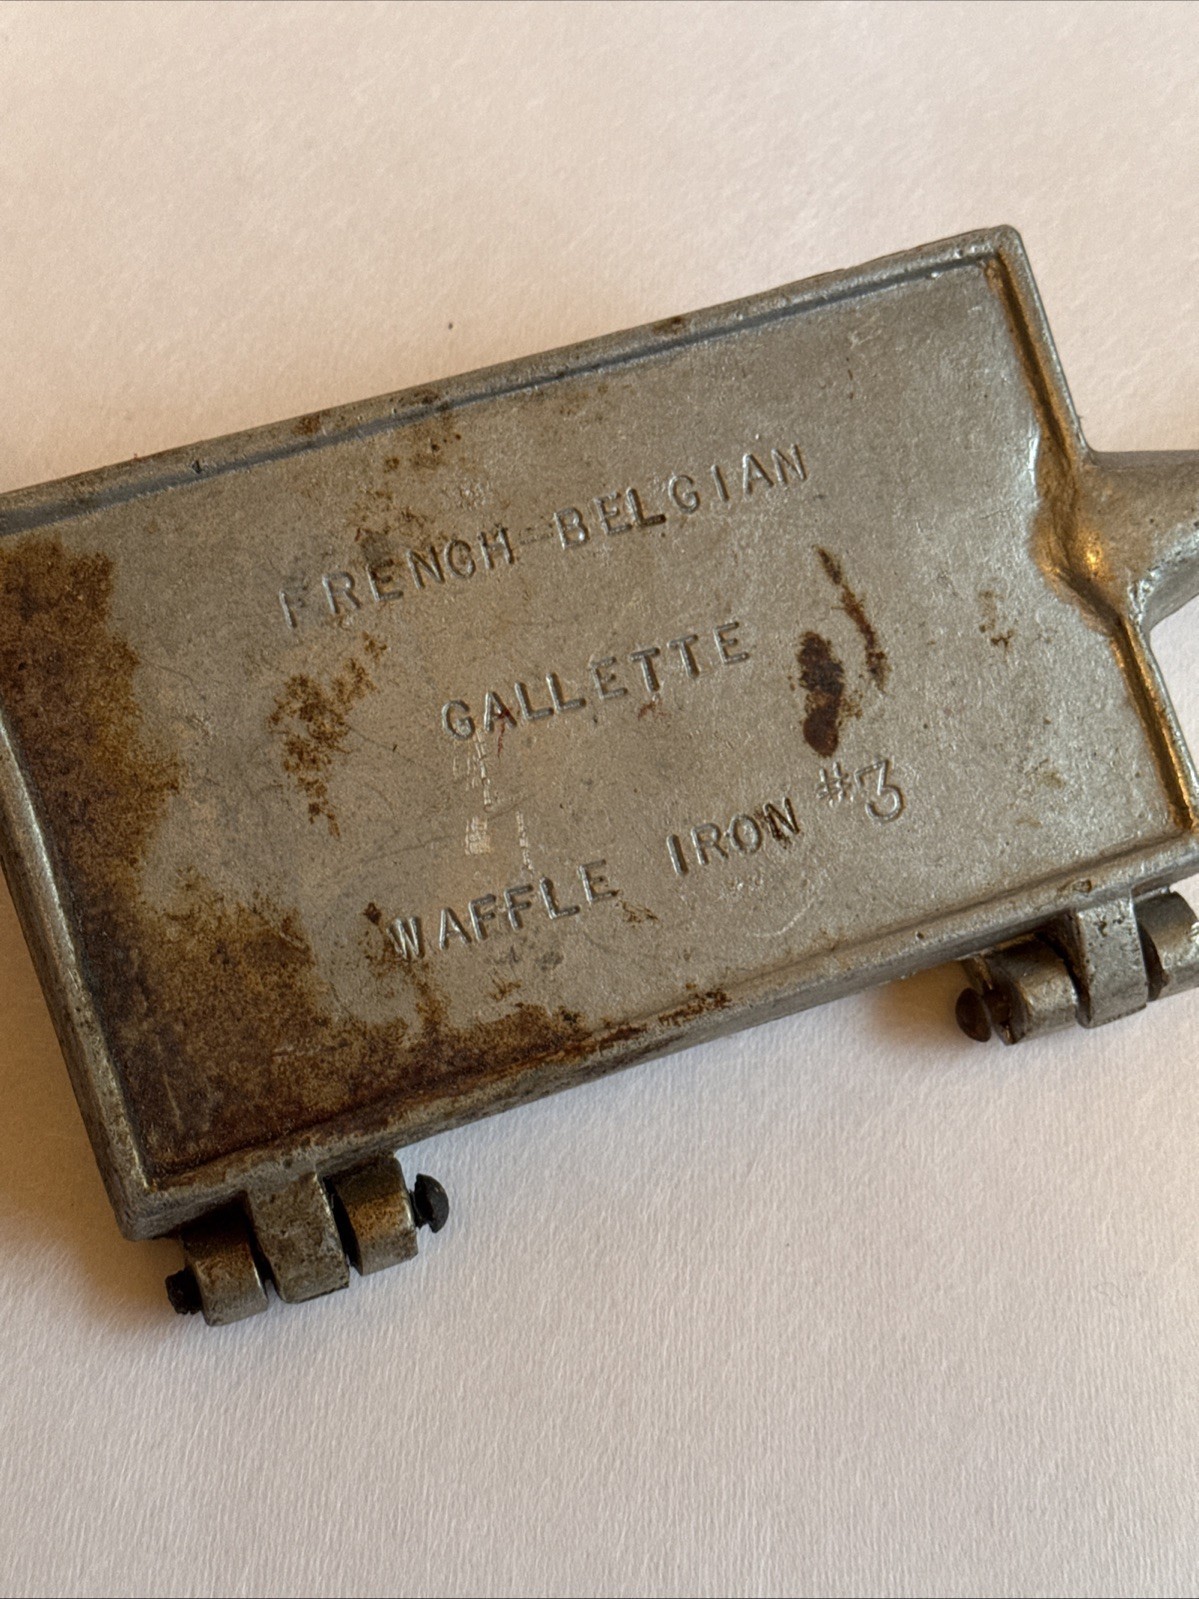 FRENCH-BELGIAN
GALLETTE
WAFFLE IRON #3